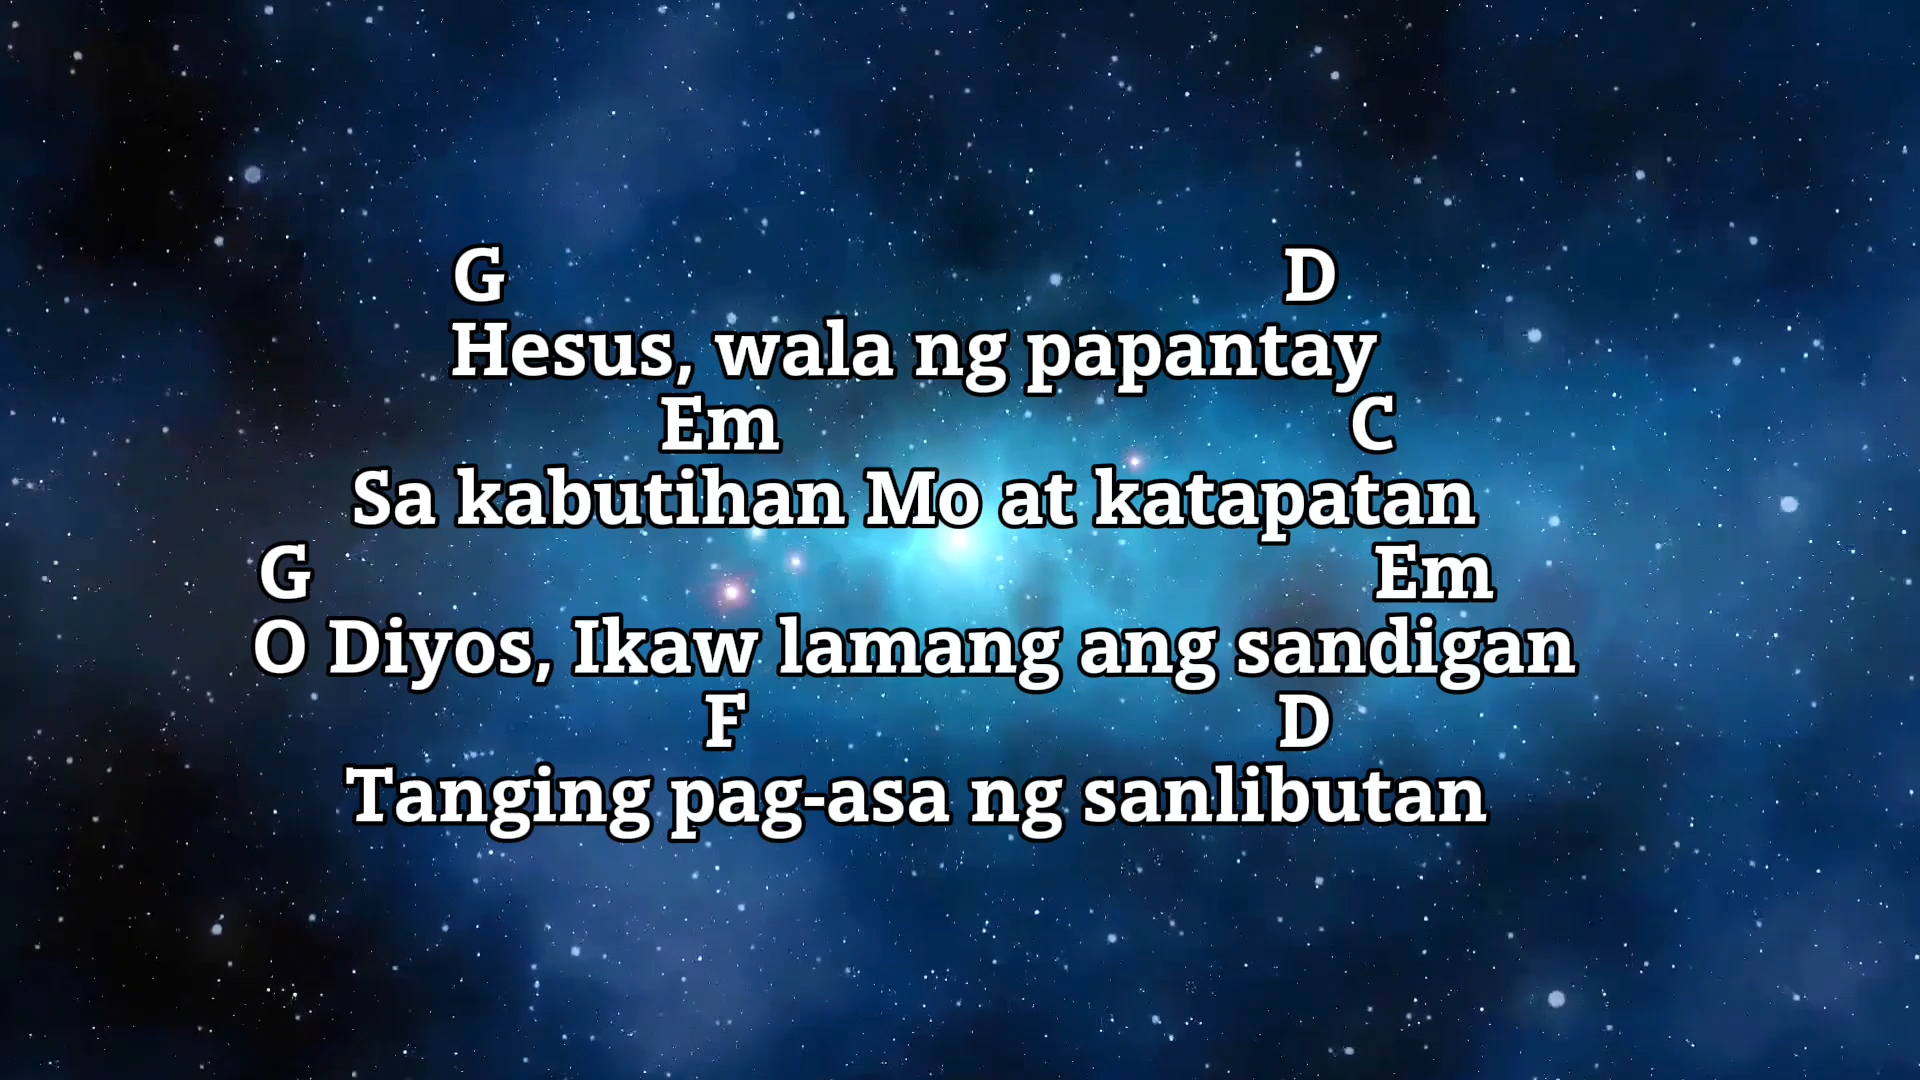 G D
Hesus, wala ng papantay
Em C
Sa kabutihan Mo at katapatan
G Em
O Diyos, Ikaw lamang ang sandigan
F D
Tanging pag-asa ng sanlibutan